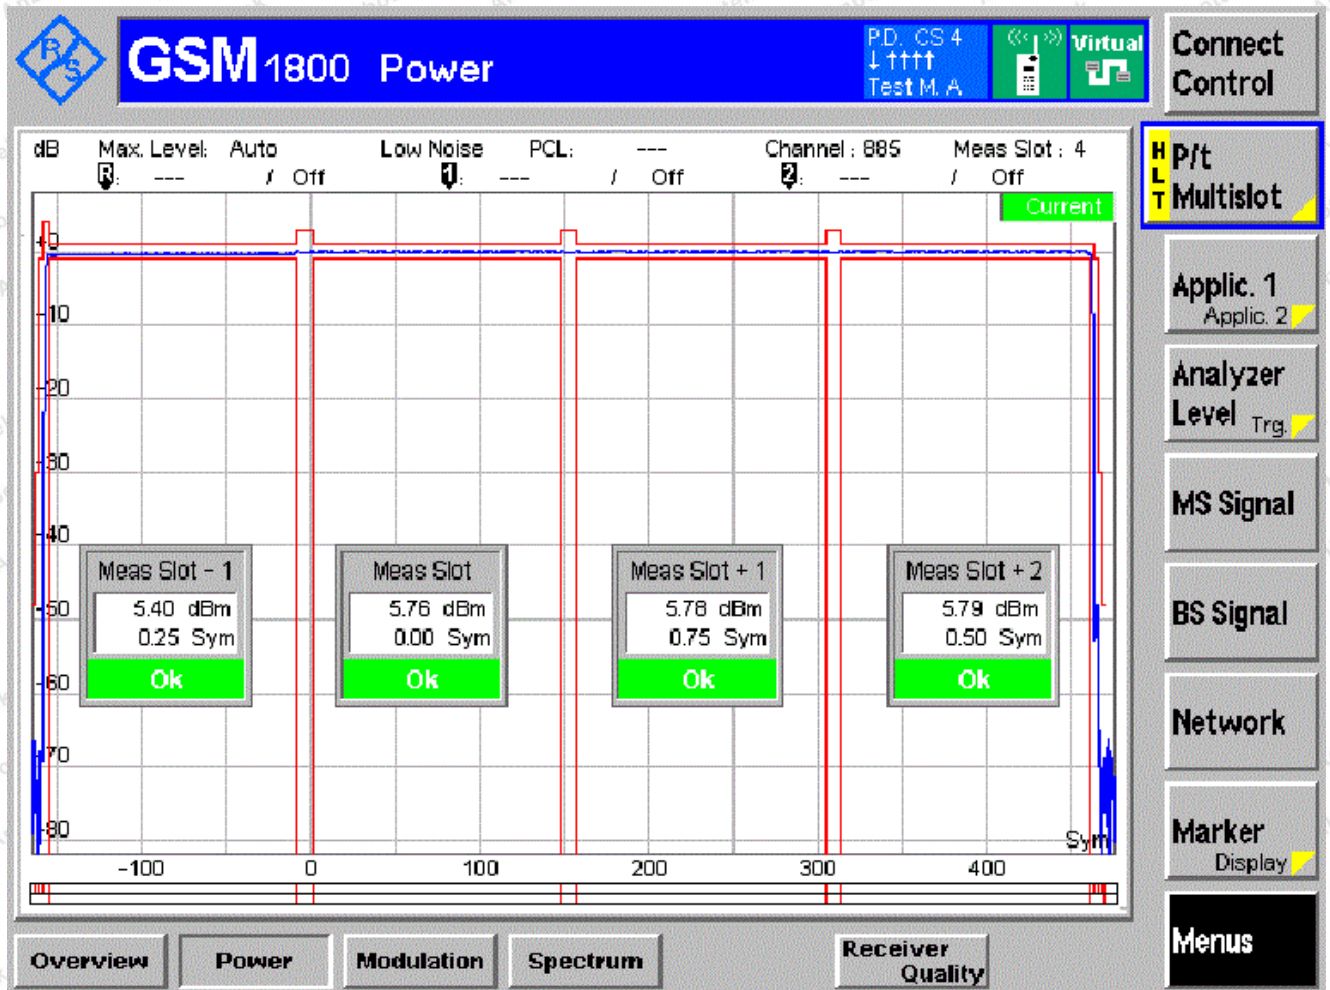 R&S
GSM 1800 Power
P.D. CS 4
↓ ↑↑↑↑
Test M. A
Virtual
Connect
Control
dB Max. Level: Auto Low Noise PCL: --- Channel : 885 Meas Slot : 4
R: --- / Off 1: --- / Off 2: --- / Off
HLT
P/t
Multislot
Current
+0
-10
-20
-30
-40
-50
-60
-70
-80
Applic. 1
Applic. 2
Analyzer
Level Trg.
MS Signal
BS Signal
Network
Marker
Display
Menus
Meas Slot - 1
5.40 dBm
0.25 Sym
Ok
Meas Slot
5.76 dBm
0.00 Sym
Ok
Meas Slot + 1
5.78 dBm
0.75 Sym
Ok
Meas Slot + 2
5.79 dBm
0.50 Sym
Ok
Sym
-100 0 100 200 300 400
Overview Power Modulation Spectrum Receiver
Quality